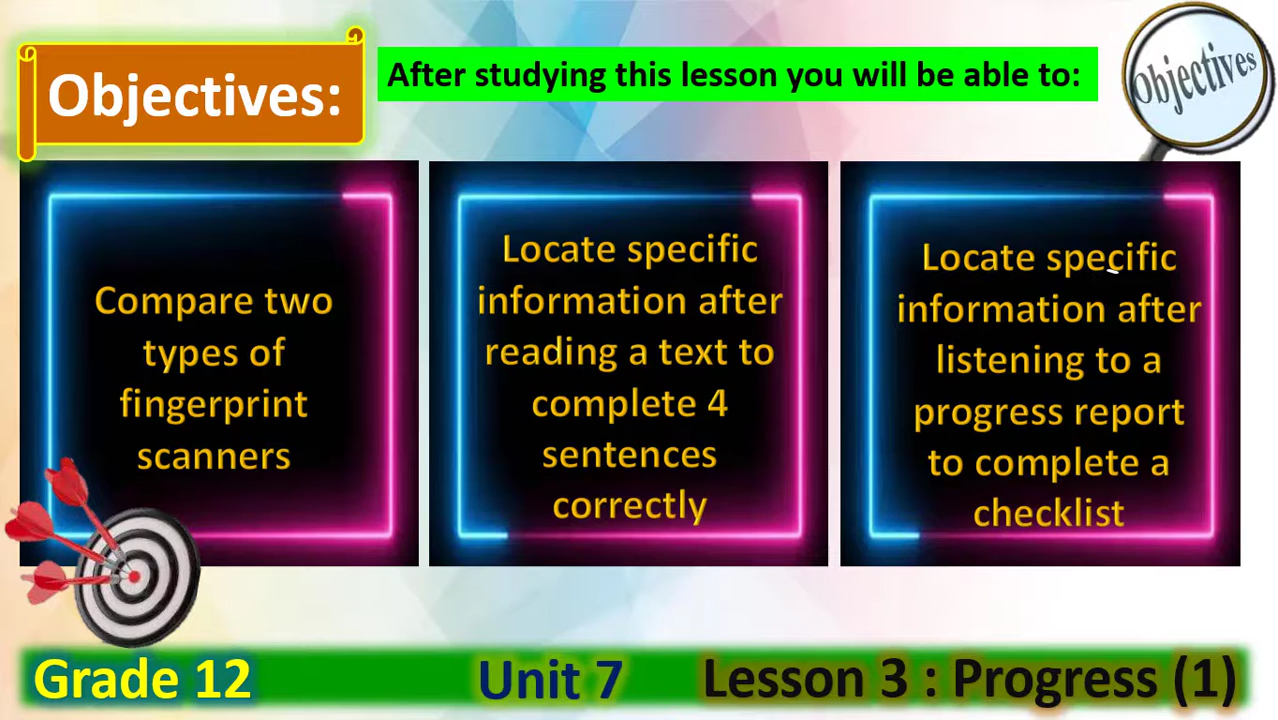 Objectives:
After studying this lesson you will be able to:
Objectives
Compare two
types of
fingerprint
scanners
Locate specific
information after
reading a text to
complete 4
sentences
correctly
Locate specific
information after
listening to a
progress report
to complete a
checklist
Grade 12
Unit 7
Lesson 3 : Progress (1)